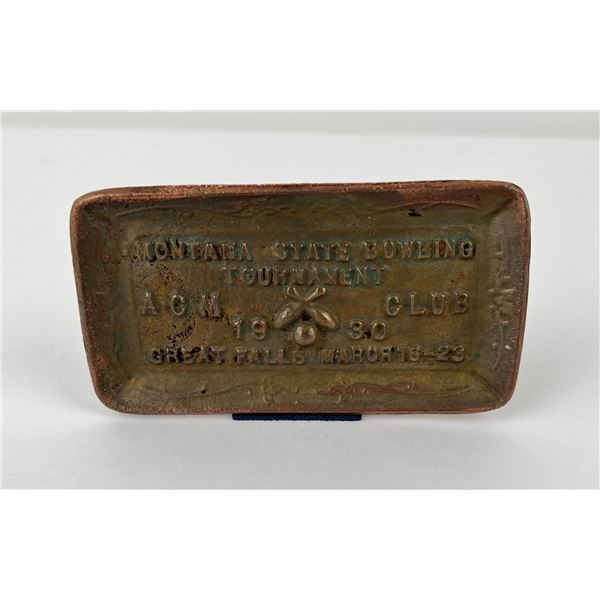 MONTANA STATE BOWLING
TOURNAMENT
A C M CLUB
19 30
GREAT FALLS MARCH 16-23